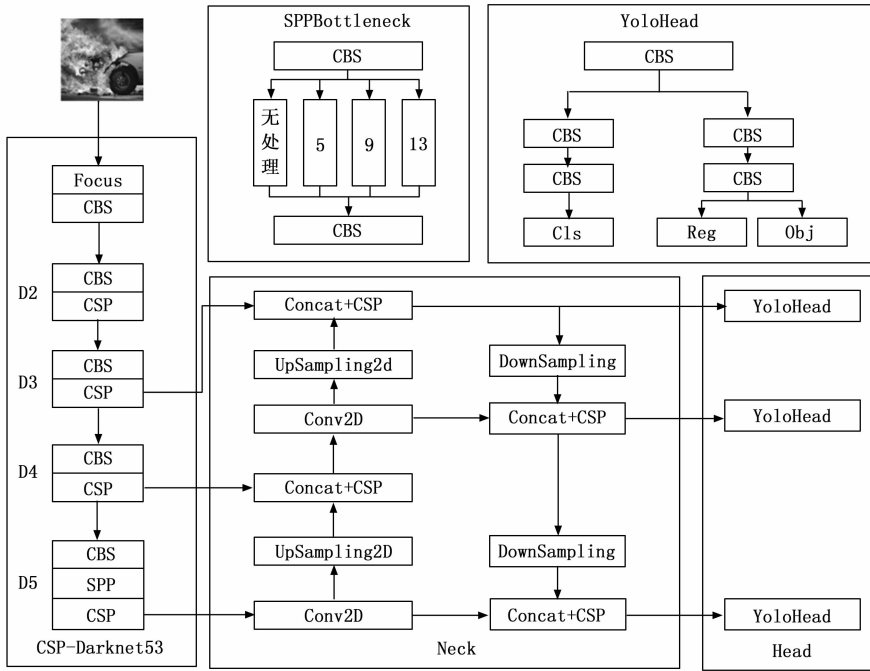 SPPBottleneck
CBS
无处理
5
9
13
CBS
YoloHead
CBS
CBS
CBS
CBS
CBS
Cls
Reg
Obj
Focus
CBS
D2
CBS
CSP
D3
CBS
CSP
D4
CBS
CSP
D5
CBS
SPP
CSP
CSP-Darknet53
Concat+CSP
UpSampling2d
Conv2D
Concat+CSP
UpSampling2D
Conv2D
DownSampling
Concat+CSP
DownSampling
Concat+CSP
Neck
YoloHead
YoloHead
YoloHead
Head